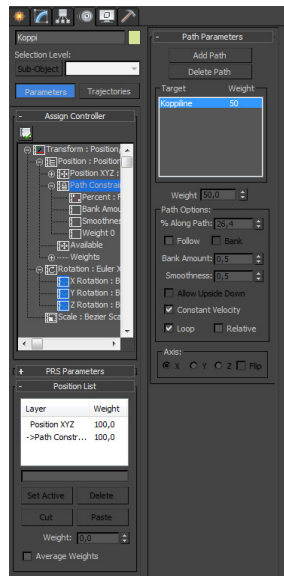 Koppi
Selection Level:
Sub-Object
Parameters
Trajectories
- Assign Controller
Transform : Position
Position : Position
Position XYZ :
Path Constrai
Percent : F
Bank Amou
Smoothnes
Weight 0
Available
Weights
Rotation : Euler X
X Rotation : B
Y Rotation : B
Z Rotation : B
Scale : Bezier Sca
+ PRS Parameters
- Position List
Layer Weight
Position XYZ 100,0
->Path Constr... 100,0
Set Active
Delete
Cut
Paste
Weight: 0,0
Average Weights
- Path Parameters
Add Path
Delete Path
Target Weight
Koppiline 50
Weight 50,0
Path Options:
% Along Path: 26,4
Follow Bank
Bank Amount: 0,5
Smoothness: 0,5
Allow Upside Down
Constant Velocity
Loop Relative
Axis:
X Y Z Flip